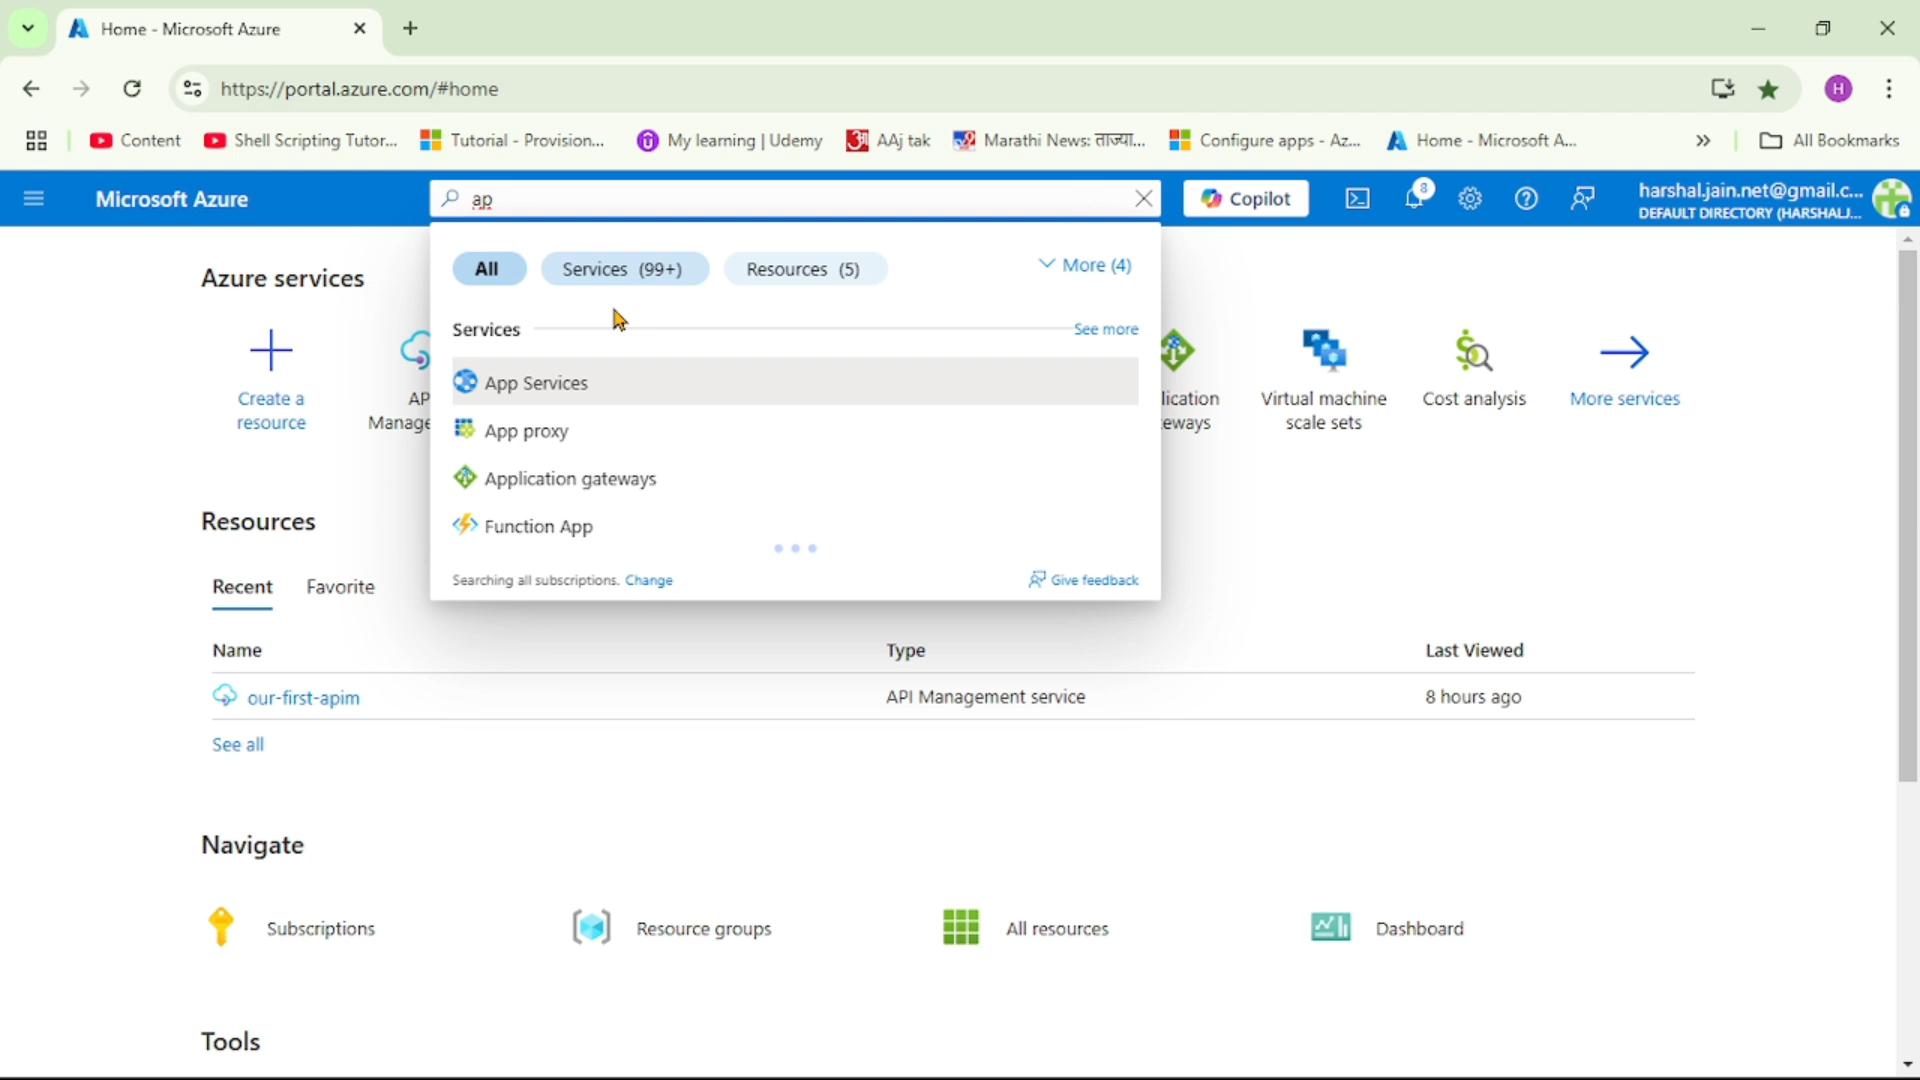 Home - Microsoft Azure
https://portal.azure.com/#home
H
Content
Shell Scripting Tutor...
Tutorial - Provision...
My learning | Udemy
AAj tak
Marathi News: ताज्या...
Configure apps - Az...
Home - Microsoft A...
All Bookmarks
Microsoft Azure
ap
Copilot
8
harshal.jain.net@gmail.c...
DEFAULT DIRECTORY (HARSHALJ...
All
Services (99+)
Resources (5)
More (4)
Azure services
Services
See more
Create a
resource
AP
Manage
App Services
App proxy
Application gateways
Function App
lication
eways
Virtual machine
scale sets
Cost analysis
More services
Searching all subscriptions. Change
Give feedback
Resources
Recent
Favorite
Name
Type
Last Viewed
our-first-apim
API Management service
8 hours ago
See all
Navigate
Subscriptions
Resource groups
All resources
Dashboard
Tools